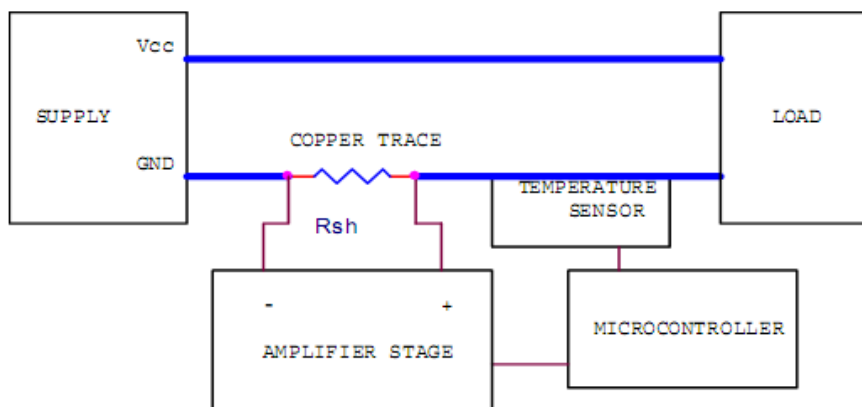 Vcc
SUPPLY
LOAD
COPPER TRACE
GND
TEMPERATURE
SENSOR
Rsh
- +
MICROCONTROLLER
AMPLIFIER STAGE